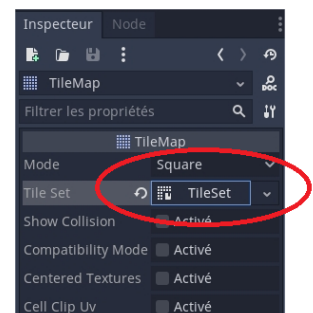 Inspecteur Node
TileMap
DOC
Filtrer les propriétés
TileMap
Mode Square
Tile Set TileSet
Show Collision Activé
Compatibility Mode Activé
Centered Textures Activé
Cell Clip Uv Activé